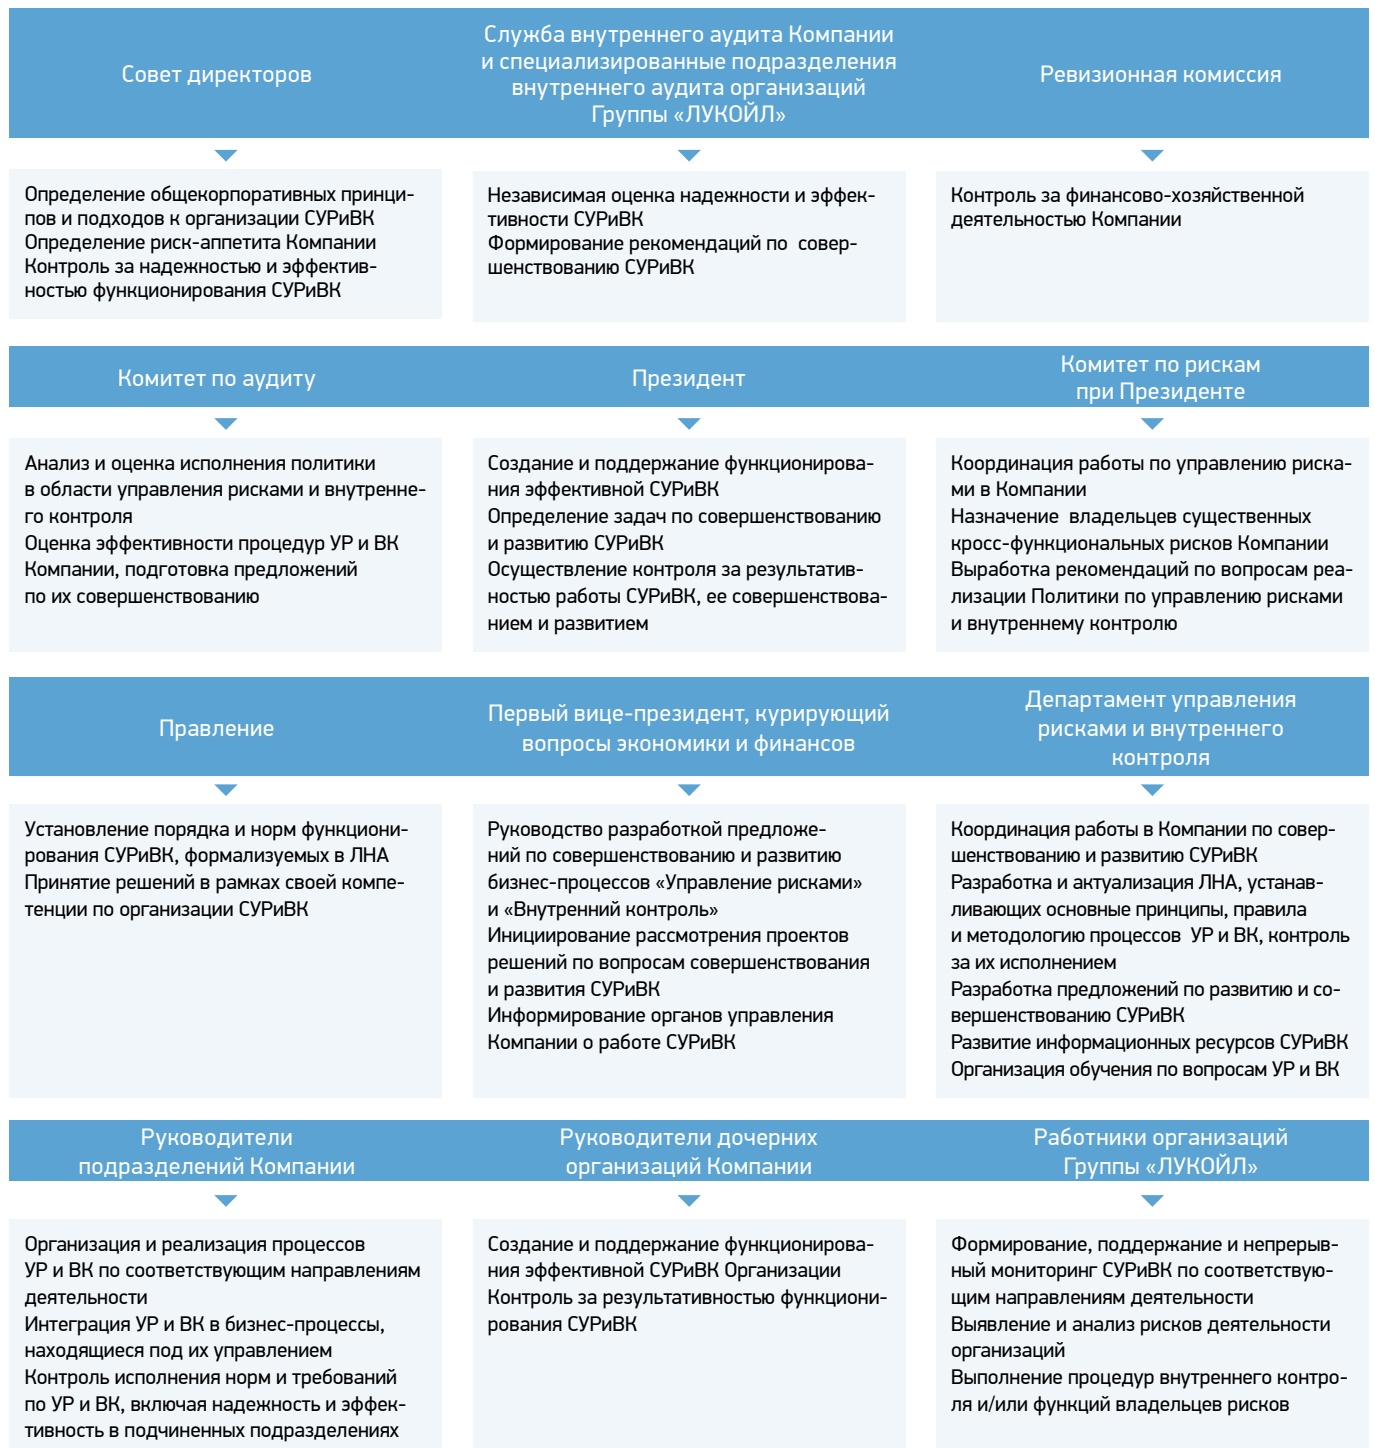 Совет директоров
Служба внутреннего аудита Компании
и специализированные подразделения
внутреннего аудита организаций
Группы «ЛУКОЙЛ»
Ревизионная комиссия
Определение общекорпоративных принци-
пов и подходов к организации СУРиВК
Определение риск-аппетита Компании
Контроль за надежностью и эффектив-
ностью функционирования СУРиВК
Независимая оценка надежности и эффек-
тивности СУРиВК
Формирование рекомендаций по совер-
шенствованию СУРиВК
Контроль за финансово-хозяйственной
деятельностью Компании
Комитет по аудиту
Президент
Комитет по рискам
при Президенте
Анализ и оценка исполнения политики
в области управления рисками и внутренне-
го контроля
Оценка эффективности процедур УР и ВК
Компании, подготовка предложений
по их совершенствованию
Создание и поддержание функционирова-
ния эффективной СУРиВК
Определение задач по совершенствованию
и развитию СУРиВК
Осуществление контроля за результатив-
ностью работы СУРиВК, ее совершенствова-
нием и развитием
Координация работы по управлению риска-
ми в Компании
Назначение владельцев существенных
кросс-функциональных рисков Компании
Выработка рекомендаций по вопросам реа-
лизации Политики по управлению рисками
и внутреннему контролю
Правление
Первый вице-президент, курирующий
вопросы экономики и финансов
Департамент управления
рисками и внутреннего
контроля
Установление порядка и норм функциони-
рования СУРиВК, формализуемых в ЛНА
Принятие решений в рамках своей компе-
тенции по организации СУРиВК
Руководство разработкой предложе-
ний по совершенствованию и развитию
бизнес-процессов «Управление рисками»
и «Внутренний контроль»
Инициирование рассмотрения проектов
решений по вопросам совершенствования
и развития СУРиВК
Информирование органов управления
Компании о работе СУРиВК
Координация работы в Компании по совер-
шенствованию и развитию СУРиВК
Разработка и актуализация ЛНА, устанав-
ливающих основные принципы, правила
и методологию процессов УР и ВК, контроль
за их исполнением
Разработка предложений по развитию и со-
вершенствованию СУРиВК
Развитие информационных ресурсов СУРиВК
Организация обучения по вопросам УР и ВК
Руководители
подразделений Компании
Руководители дочерних
организаций Компании
Работники организаций
Группы «ЛУКОЙЛ»
Организация и реализация процессов
УР и ВК по соответствующим направлениям
деятельности
Интеграция УР и ВК в бизнес-процессы,
находящиеся под их управлением
Контроль исполнения норм и требований
по УР и ВК, включая надежность и эффек-
тивность в подчиненных подразделениях
Создание и поддержание функционирова-
ния эффективной СУРиВК Организации
Контроль за результативностью функциони-
рования СУРиВК
Формирование, поддержание и непрерыв-
ный мониторинг СУРиВК по соответствую-
щим направлениям деятельности
Выявление и анализ рисков деятельности
организаций
Выполнение процедур внутреннего контро-
ля и/или функций владельцев рисков